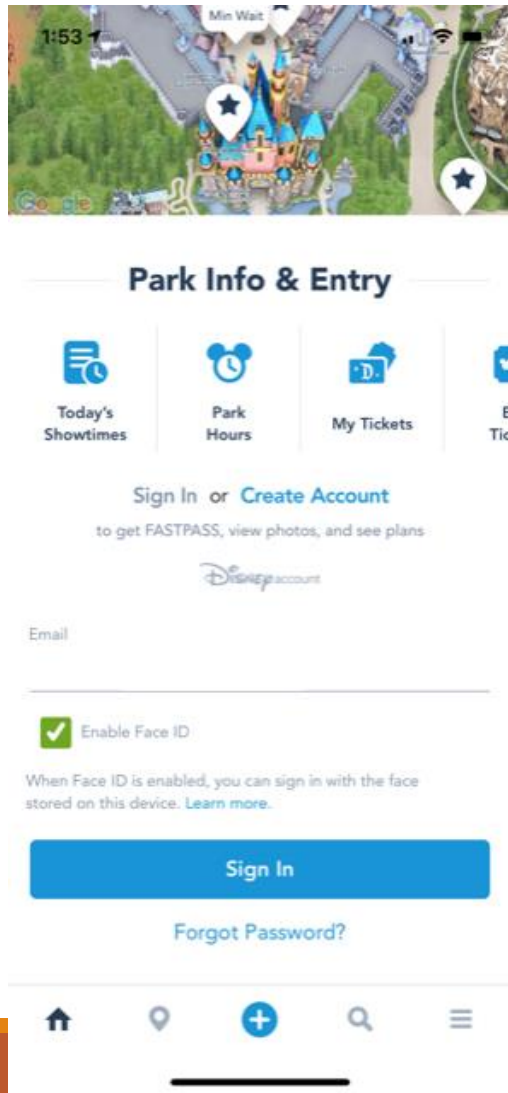 Min Wait
1:53
Google
Park Info & Entry
Today's
Showtimes
Park
Hours
My Tickets
Sign In or Create Account
to get FASTPASS, view photos, and see plans
Disney account
Email
Enable Face ID
When Face ID is enabled, you can sign in with the face
stored on this device. Learn more.
Sign In
Forgot Password?